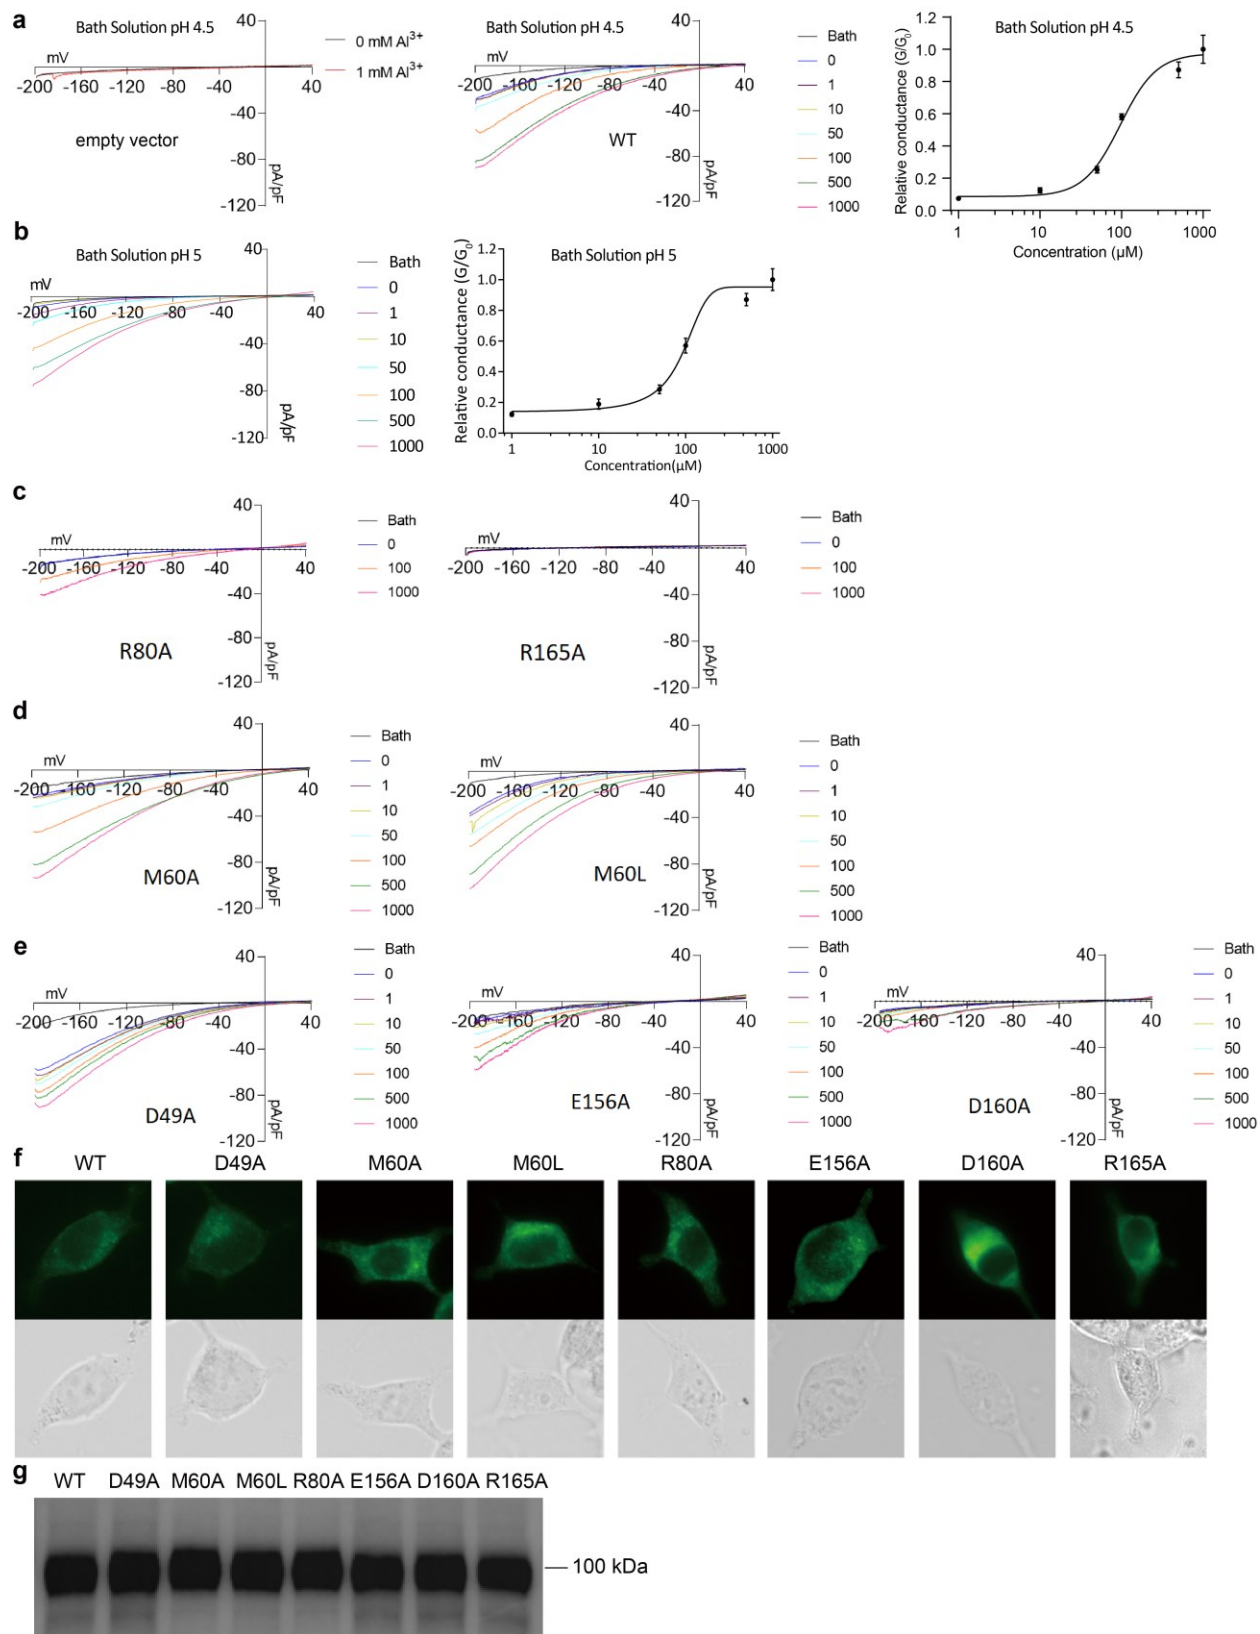 a
Bath Solution pH 4.5
40
mV
0 mM Al3+
1 mM Al3+
-200 -160 -120 -80 -40 40
-40
empty vector
-80
-120
pA/pF
Bath Solution pH 4.5
40
mV
-200 -160 -120 -80 -40 40
-40
WT
-80
-120
pA/pF
Bath
0
1
10
50
100
500
1000
Bath Solution pH 4.5
Relative conductance (G/G0)
1.2
1.0
0.8
0.6
0.4
0.2
0.0
1 10 100 1000
Concentration (µM)
b
Bath Solution pH 5
40
mV
-200 -160 -120 -80 -40 40
-40
-80
-120
pA/pF
Bath
0
1
10
50
100
500
1000
Bath Solution pH 5
Relative conductance (G/G0)
1.2
1.0
0.8
0.6
0.4
0.2
0.0
1 10 100 1000
Concentration(µM)
c
40
mV
-200 -160 -120 -80 -40 40
-40
R80A
-80
-120
pA/pF
Bath
0
100
1000
40
mV
-200 -160 -120 -80 -40 40
-40
R165A
-80
-120
pA/pF
Bath
0
100
1000
d
40
mV
-200 -160 -120 -80 -40 40
-40
M60A
-80
-120
pA/pF
Bath
0
1
10
50
100
500
1000
40
mV
-200 -160 -120 -80 -40 40
-40
M60L
-80
-120
pA/pF
Bath
0
1
10
50
100
500
1000
e
40
mV
-200 -160 -120 -80 -40 40
-40
D49A
-80
-120
pA/pF
Bath
0
1
10
50
100
500
1000
40
mV
-200 -160 -120 -80 -40 40
-40
E156A
-80
-120
pA/pF
Bath
0
1
10
50
100
500
1000
40
mV
-200 -160 -120 -80 -40 40
-40
D160A
-80
-120
pA/pF
Bath
0
1
10
50
100
500
1000
f
WT D49A M60A M60L R80A E156A D160A R165A
g
WT D49A M60A M60L R80A E156A D160A R165A
100 kDa